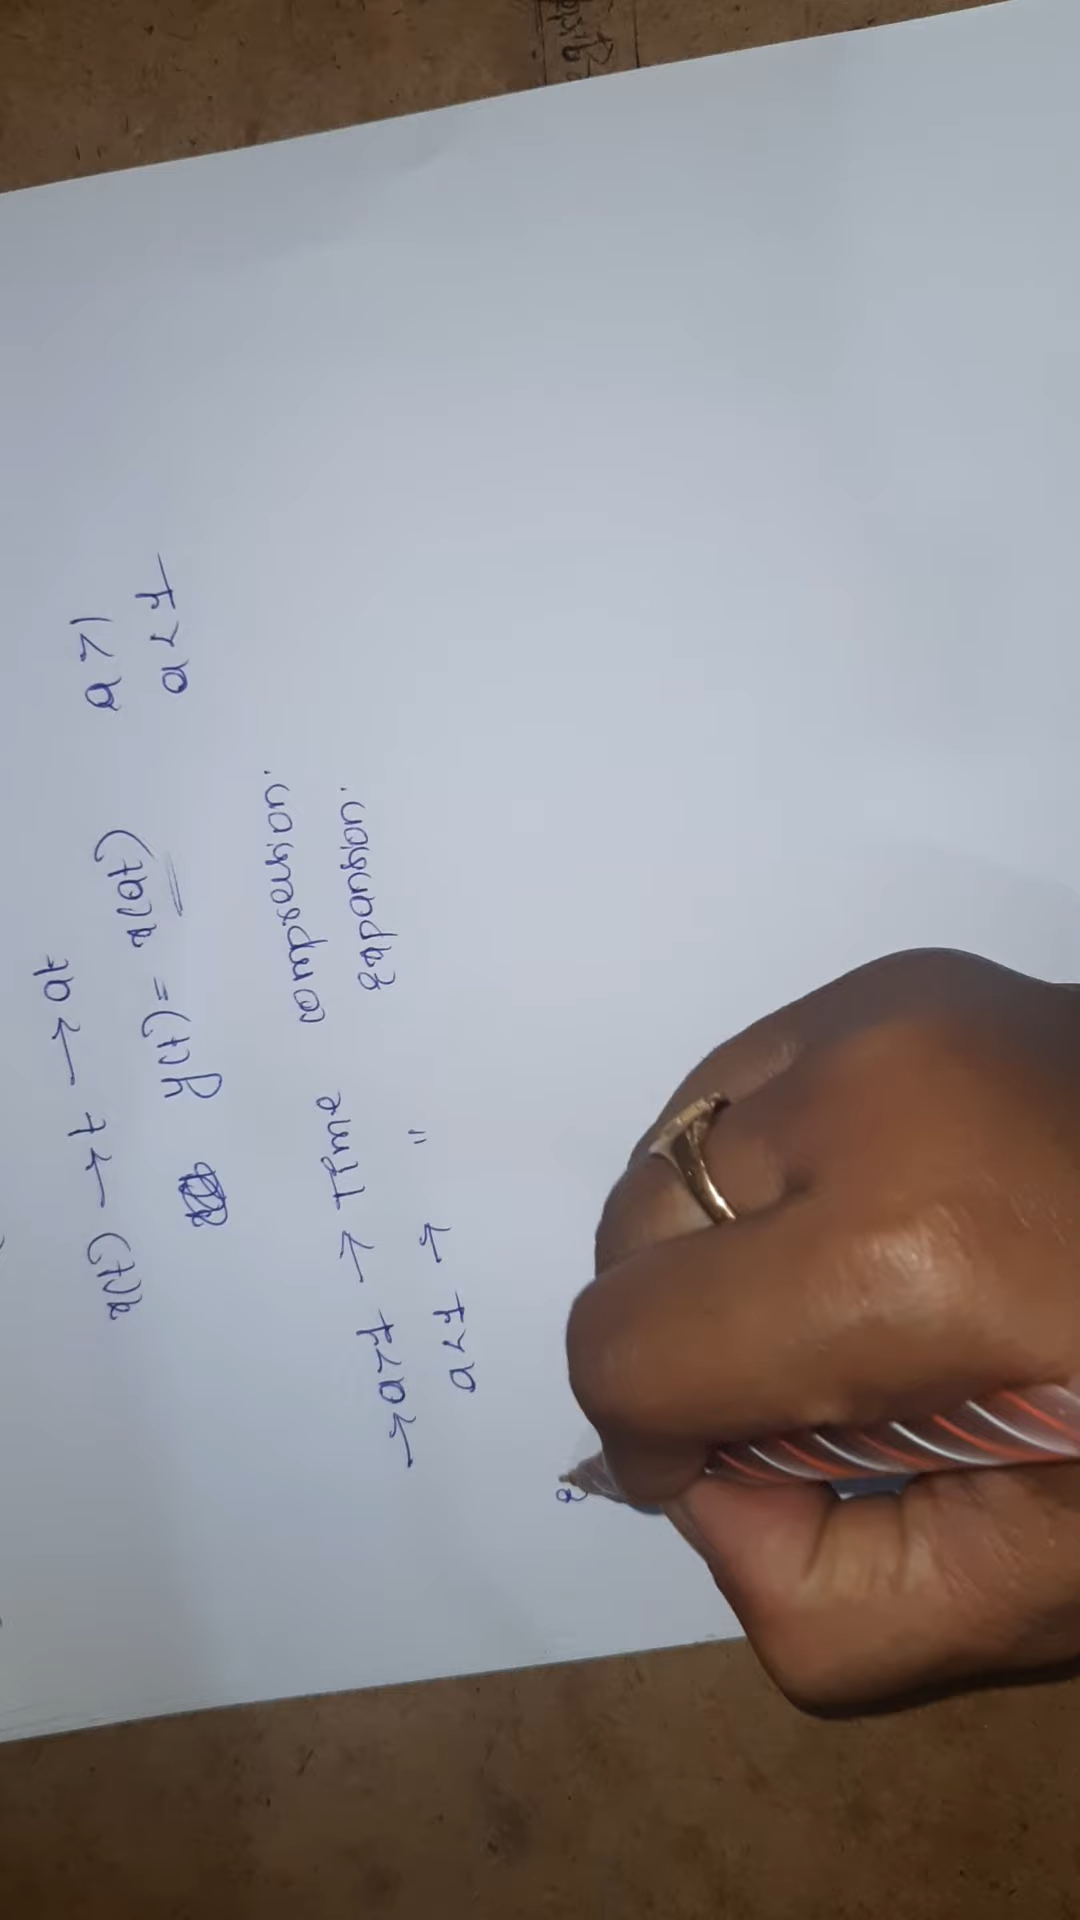 x(t) → t → at
a > 1
y(t) = x(at)
a < 1
→ a > 1 → Time compression.
a < 1 → " Expansion.